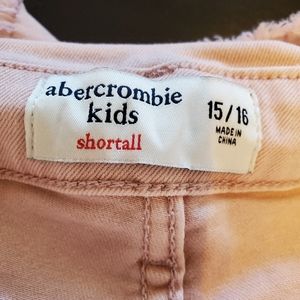 abercrombie
kids
shortall
15/16
MADE IN
CHINA